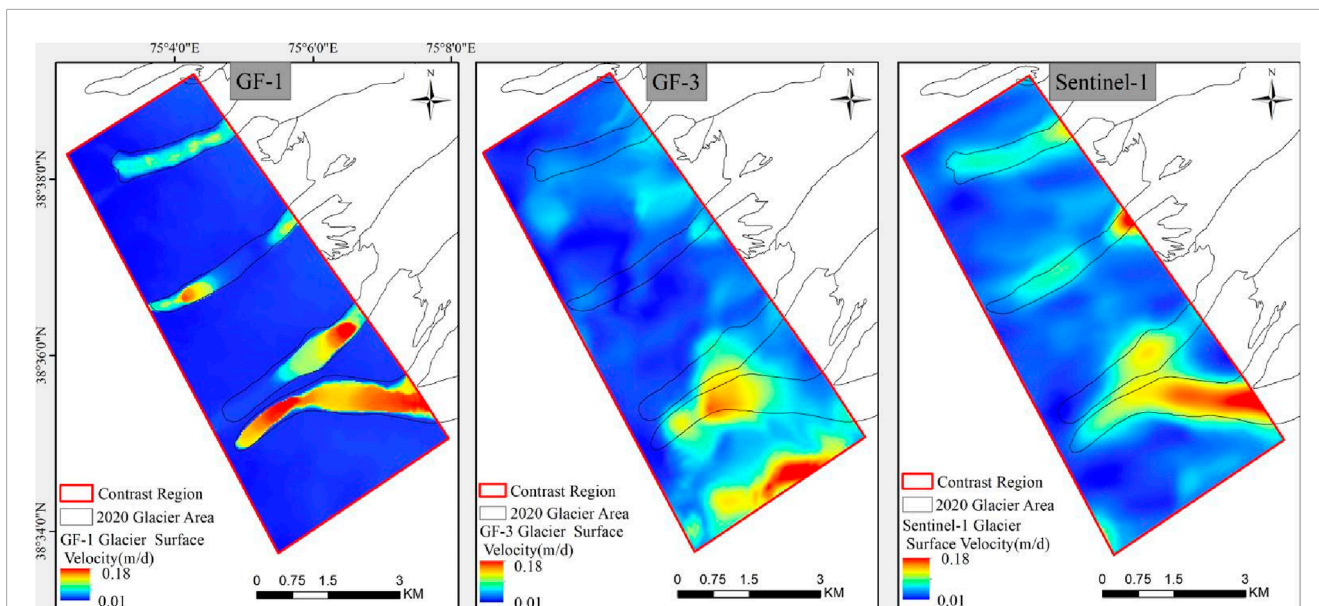 75°4'0"E 75°6'0"E 75°8'0"E
GF-1
N
38°38'0"N
38°36'0"N
38°34'0"N
Contrast Region
2020 Glacier Area
GF-1 Glacier Surface
Velocity(m/d)
0.18
0.01
0 0.75 1.5 3
KM
GF-3
N
Contrast Region
2020 Glacier Area
GF-3 Glacier Surface
Velocity(m/d)
0.18
0.01
0 0.75 1.5 3
KM
Sentinel-1
N
Contrast Region
2020 Glacier Area
Sentinel-1 Glacier
Surface Velocity(m/d)
0.18
0.01
0 0.75 1.5 3
KM